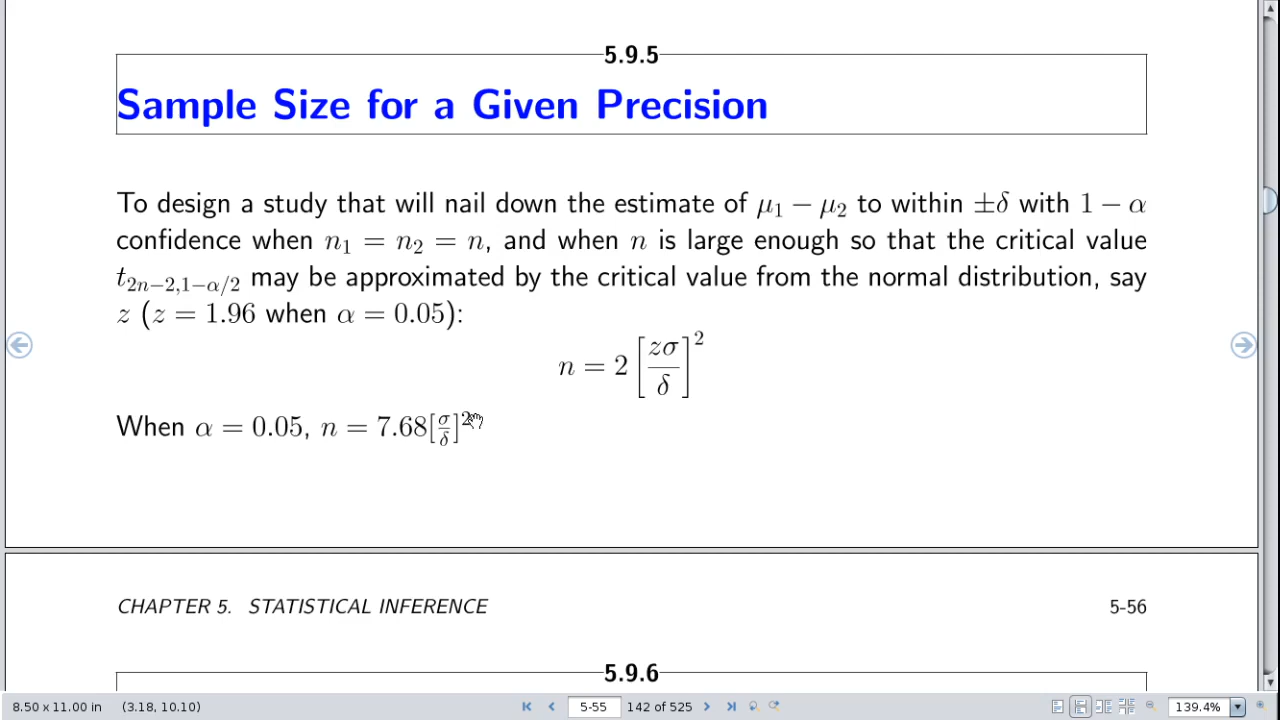 5.9.5
Sample Size for a Given Precision
To design a study that will nail down the estimate of μ₁ − μ₂ to within ±δ with 1 − α
confidence when n₁ = n₂ = n, and when n is large enough so that the critical value
t₂ₙ₋₂,₁₋α/₂ may be approximated by the critical value from the normal distribution, say
z (z = 1.96 when α = 0.05):
n = 2 [zσ/δ]²
When α = 0.05, n = 7.68[σ/δ]²
CHAPTER 5. STATISTICAL INFERENCE 5-56
5.9.6
8.50 x 11.00 in (3.18, 10.10) 5-55 142 of 525 139.4%